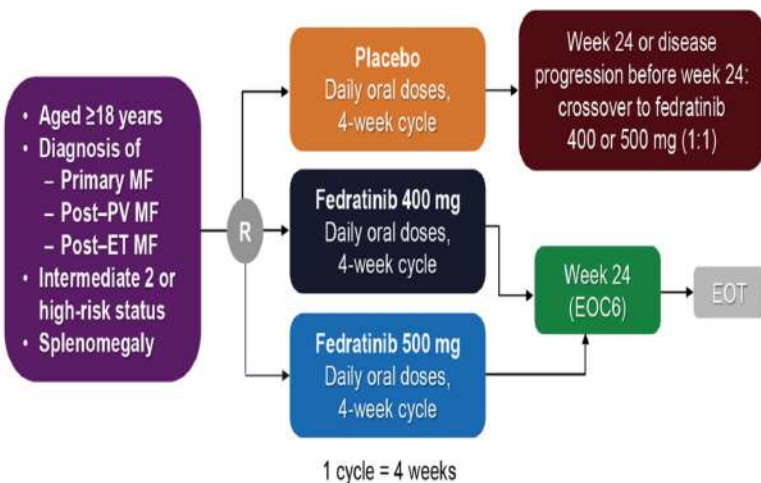 • Aged ≥18 years
• Diagnosis of
– Primary MF
– Post–PV MF
– Post–ET MF
• Intermediate 2 or
high-risk status
• Splenomegaly
R
Placebo
Daily oral doses,
4-week cycle
Week 24 or disease
progression before week 24:
crossover to fedratinib
400 or 500 mg (1:1)
Fedratinib 400 mg
Daily oral doses,
4-week cycle
Fedratinib 500 mg
Daily oral doses,
4-week cycle
Week 24
(EOC6)
EOT
1 cycle = 4 weeks